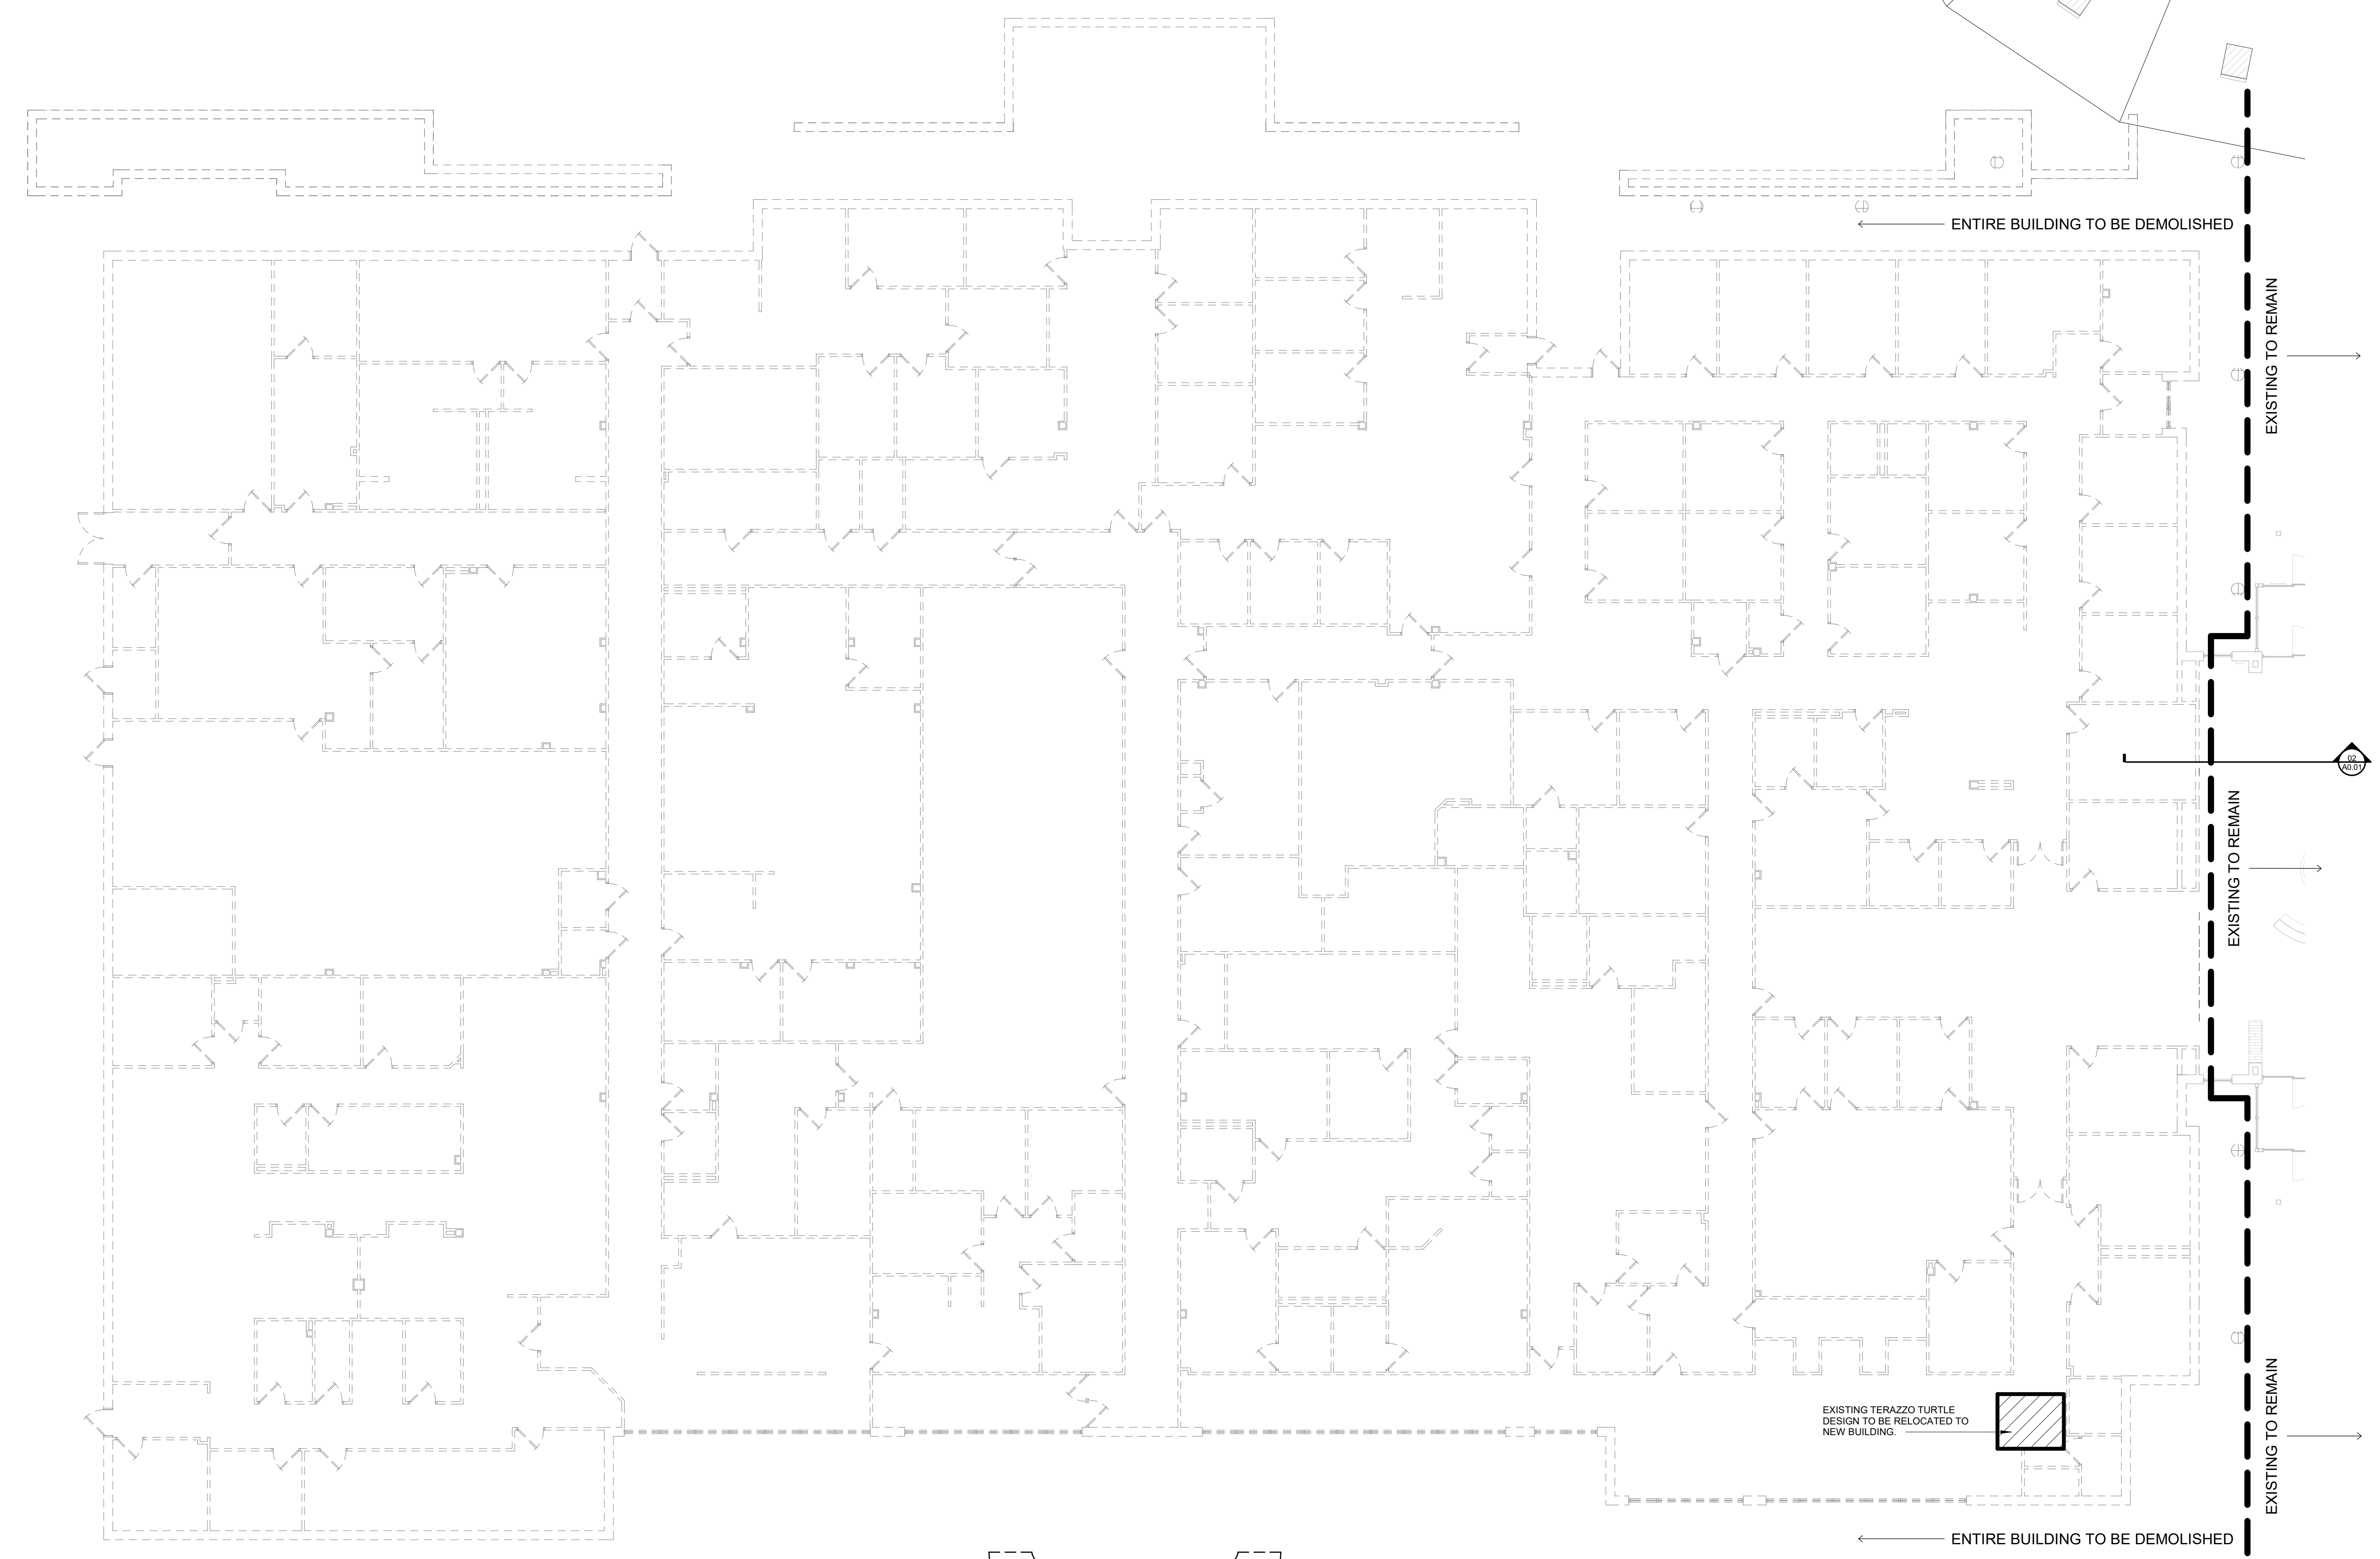 ENTIRE BUILDING TO BE DEMOLISHED
EXISTING TO REMAIN
02
A0.01
EXISTING TO REMAIN
EXISTING TERAZZO TURTLE
DESIGN TO BE RELOCATED TO
NEW BUILDING.
EXISTING TO REMAIN
ENTIRE BUILDING TO BE DEMOLISHED